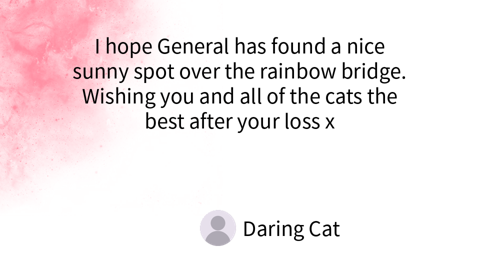 I hope General has found a nice
sunny spot over the rainbow bridge.
Wishing you and all of the cats the
best after your loss x
Daring Cat